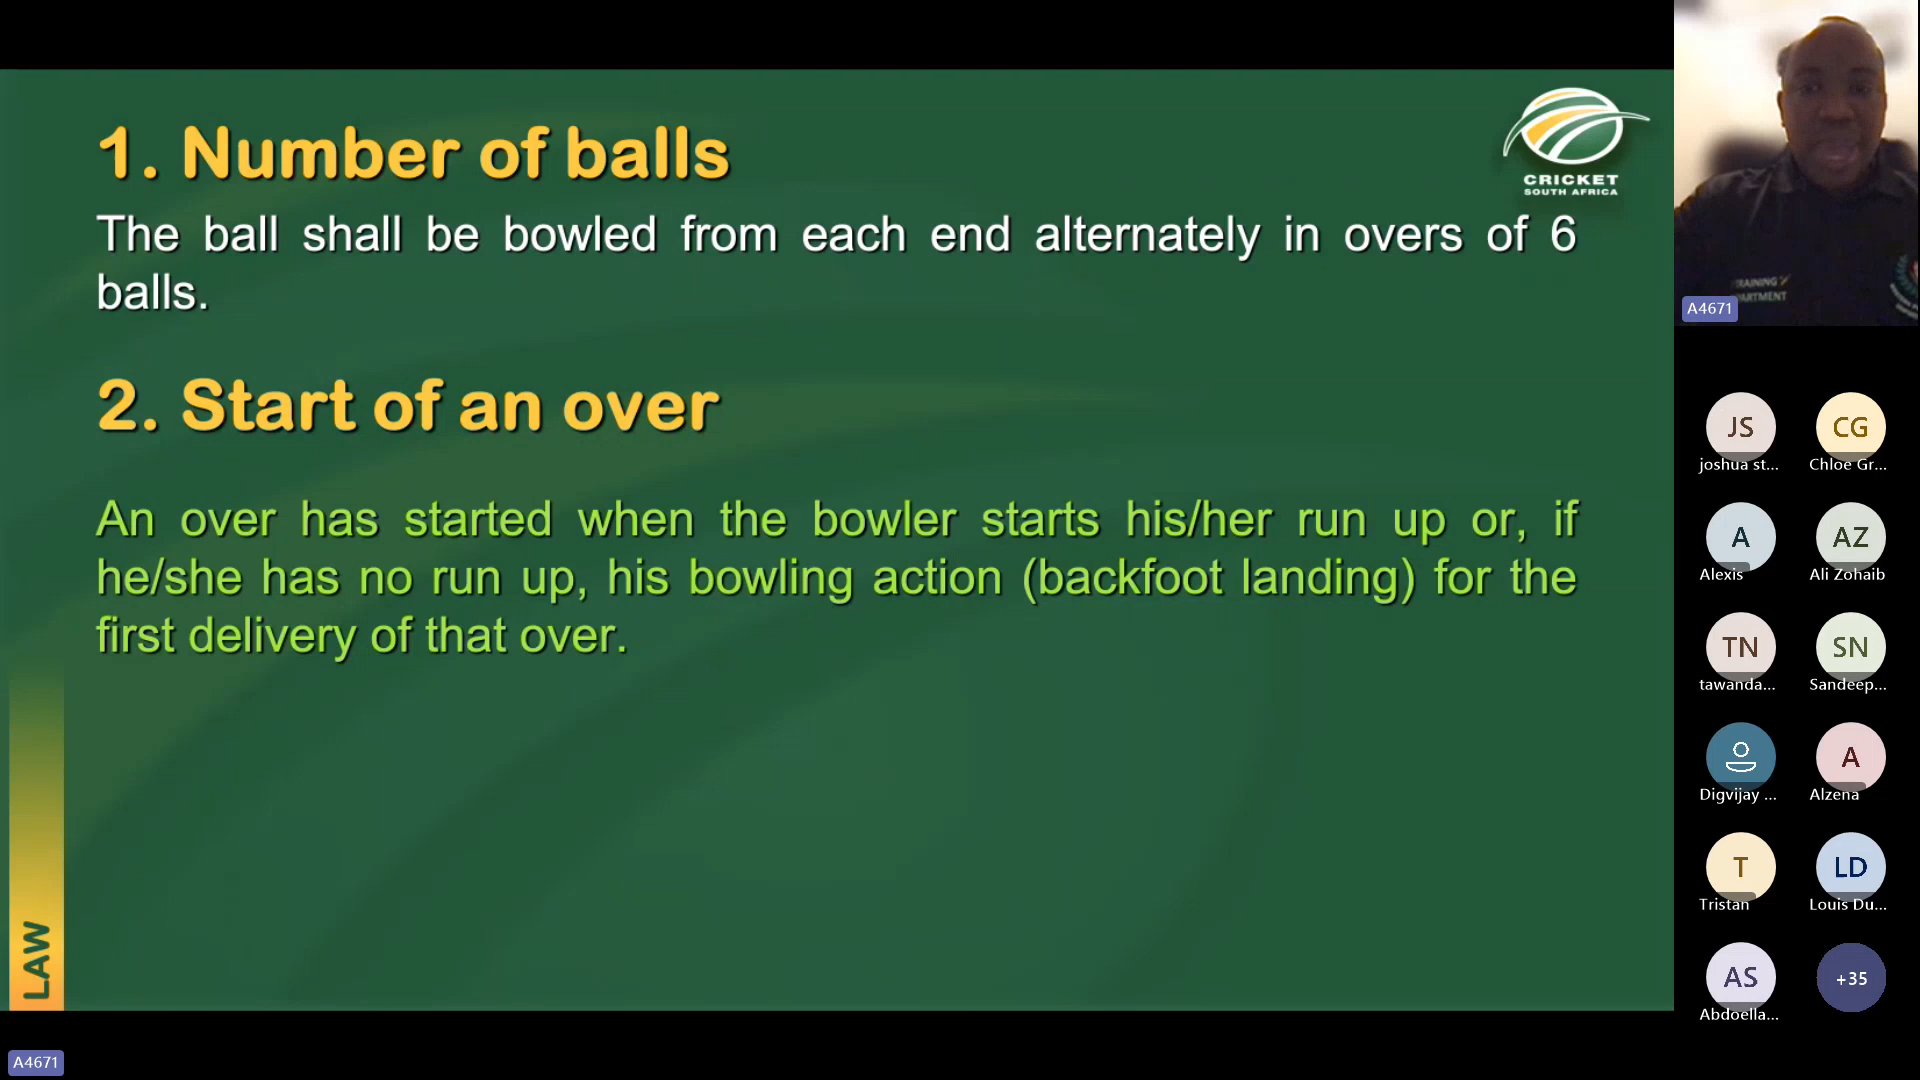 1. Number of balls
The ball shall be bowled from each end alternately in overs of 6
balls.
2. Start of an over
An over has started when the bowler starts his/her run up or, if
he/she has no run up, his bowling action (backfoot landing) for the
first delivery of that over.
CRICKET
SOUTH AFRICA
LAW
A4671
A4671
JS
joshua st...
CG
Chloe Gr...
A
Alexis
AZ
Ali Zohaib
TN
tawanda...
SN
Sandeep...
Digvijay ...
A
Alzena
T
Tristan
LD
Louis Du...
AS
Abdoella...
+35